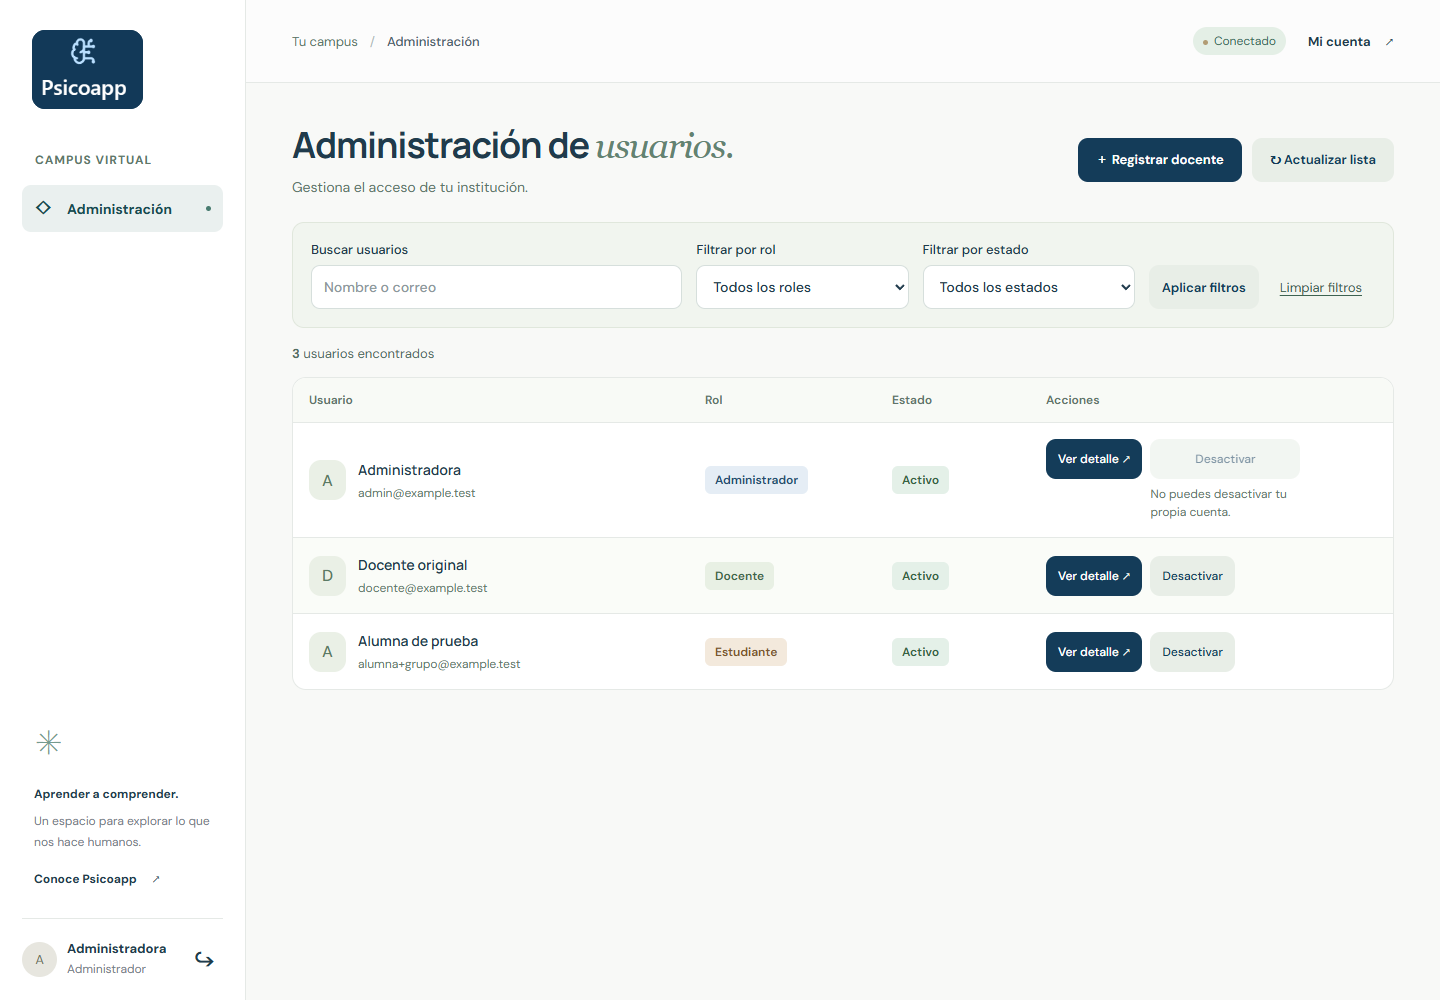 Psicoapp
CAMPUS VIRTUAL
Administración
Aprender a comprender.
Un espacio para explorar lo que
nos hace humanos.
Conoce Psicoapp ↗
A
Administradora
Administrador
Tu campus / Administración
Conectado
Mi cuenta ↗
Administración de usuarios.
Gestiona el acceso de tu institución.
+ Registrar docente
↻ Actualizar lista
Buscar usuarios
Nombre o correo
Filtrar por rol
Todos los roles
Filtrar por estado
Todos los estados
Aplicar filtros
Limpiar filtros
3 usuarios encontrados
Usuario Rol Estado Acciones
A
Administradora
admin@example.test
Administrador
Activo
Ver detalle ↗
Desactivar
No puedes desactivar tu
propia cuenta.
D
Docente original
docente@example.test
Docente
Activo
Ver detalle ↗
Desactivar
A
Alumna de prueba
alumna+grupo@example.test
Estudiante
Activo
Ver detalle ↗
Desactivar